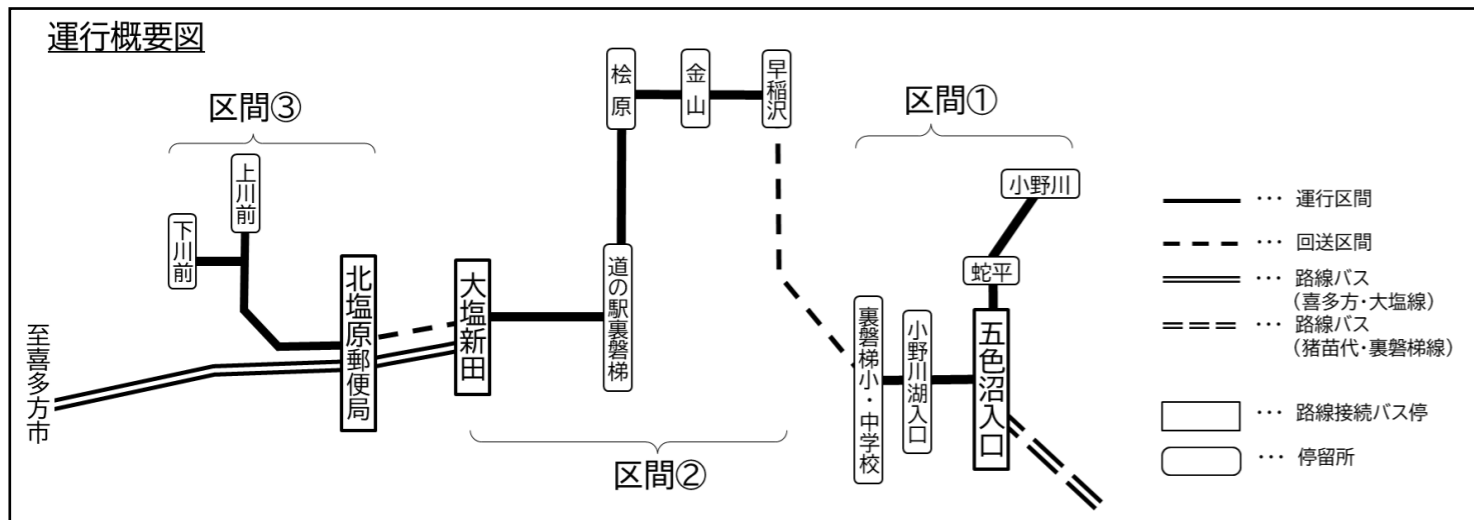 運行概要図
区間③
区間①
区間②
至喜多方市
下川前
上川前
北塩原郵便局
大塩新田
道の駅裏磐梯
桧原
金山
早稲沢
裏磐梯小・中学校
小野川湖入口
五色沼入口
蛇平
小野川
・・・ 運行区間
・・・ 回送区間
・・・ 路線バス
(喜多方・大塩線)
・・・ 路線バス
(猪苗代・裏磐梯線)
・・・ 路線接続バス停
・・・ 停留所